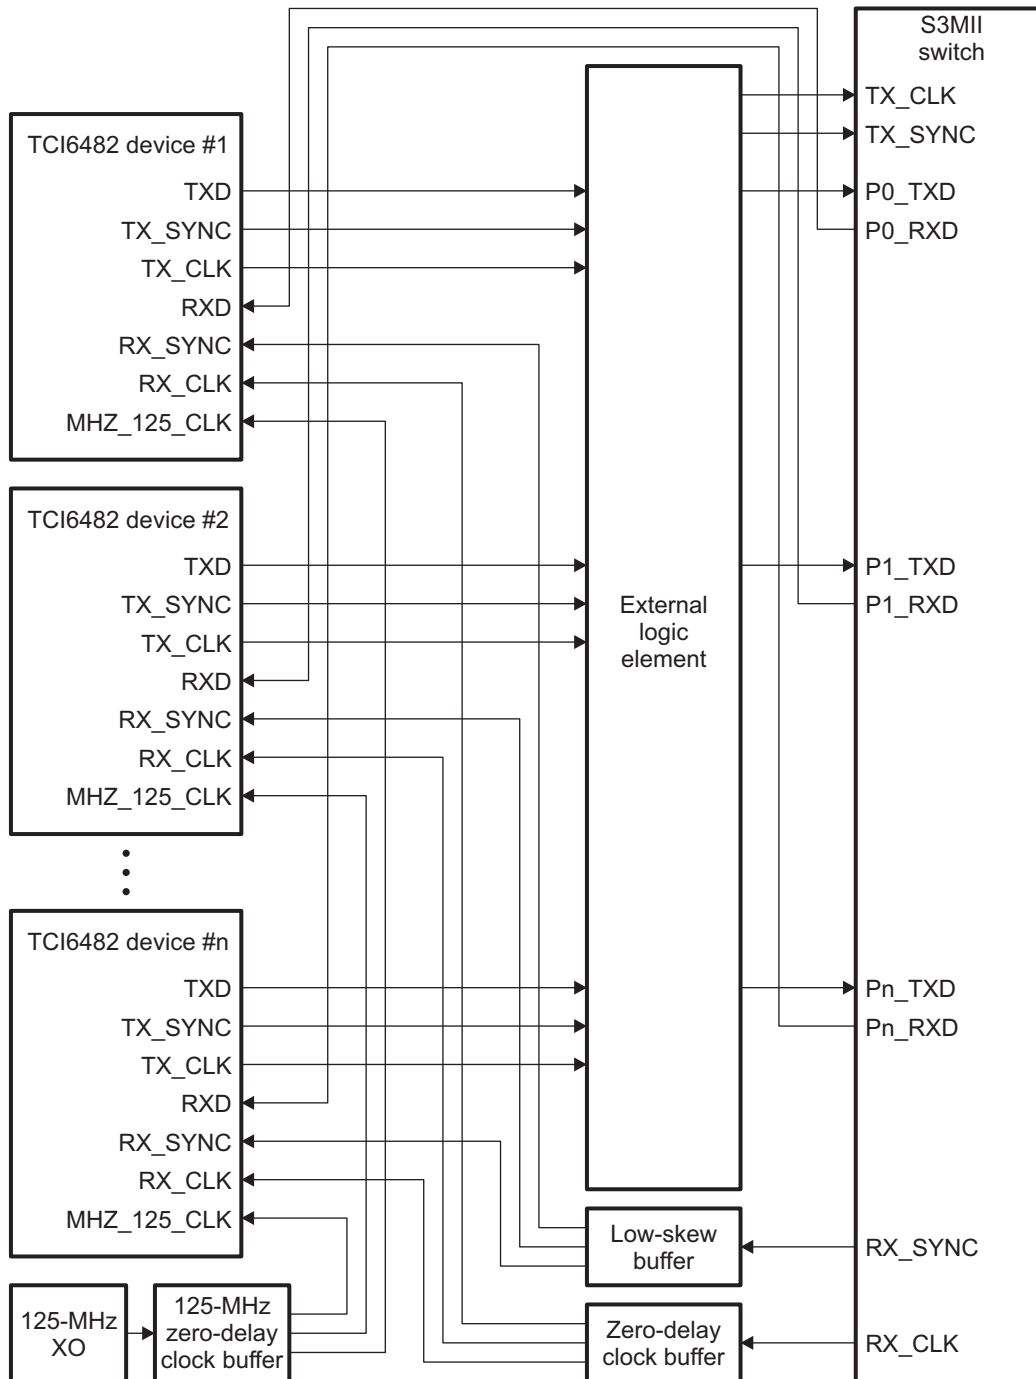 S3MII
switch
TX_CLK
TX_SYNC
P0_TXD
P0_RXD
TCI6482 device #1
TXD
TX_SYNC
TX_CLK
RXD
RX_SYNC
RX_CLK
MHZ_125_CLK
TCI6482 device #2
TXD
TX_SYNC
TX_CLK
RXD
RX_SYNC
RX_CLK
MHZ_125_CLK
External
logic
element
P1_TXD
P1_RXD
TCI6482 device #n
TXD
TX_SYNC
TX_CLK
RXD
RX_SYNC
RX_CLK
MHZ_125_CLK
Pn_TXD
Pn_RXD
Low-skew
buffer
RX_SYNC
125-MHz
XO
125-MHz
zero-delay
clock buffer
Zero-delay
clock buffer
RX_CLK